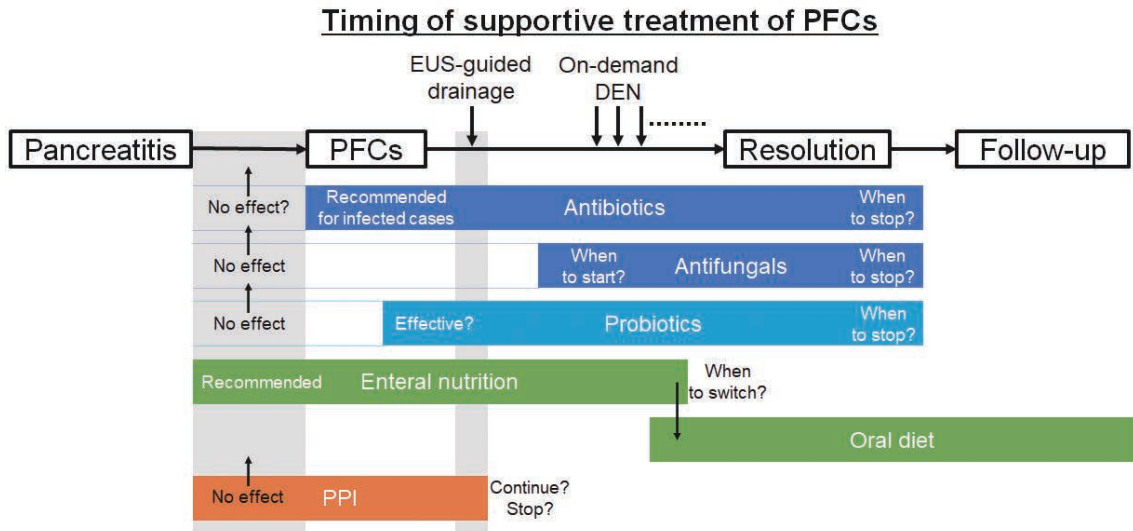 Timing of supportive treatment of PFCs
EUS-guided
drainage
On-demand
DEN
Pancreatitis
PFCs
Resolution
Follow-up
No effect?
Recommended
for infected cases
Antibiotics
When
to stop?
No effect
When
to start?
Antifungals
When
to stop?
No effect
Effective?
Probiotics
When
to stop?
Recommended
Enteral nutrition
When
to switch?
Oral diet
No effect
PPI
Continue?
Stop?